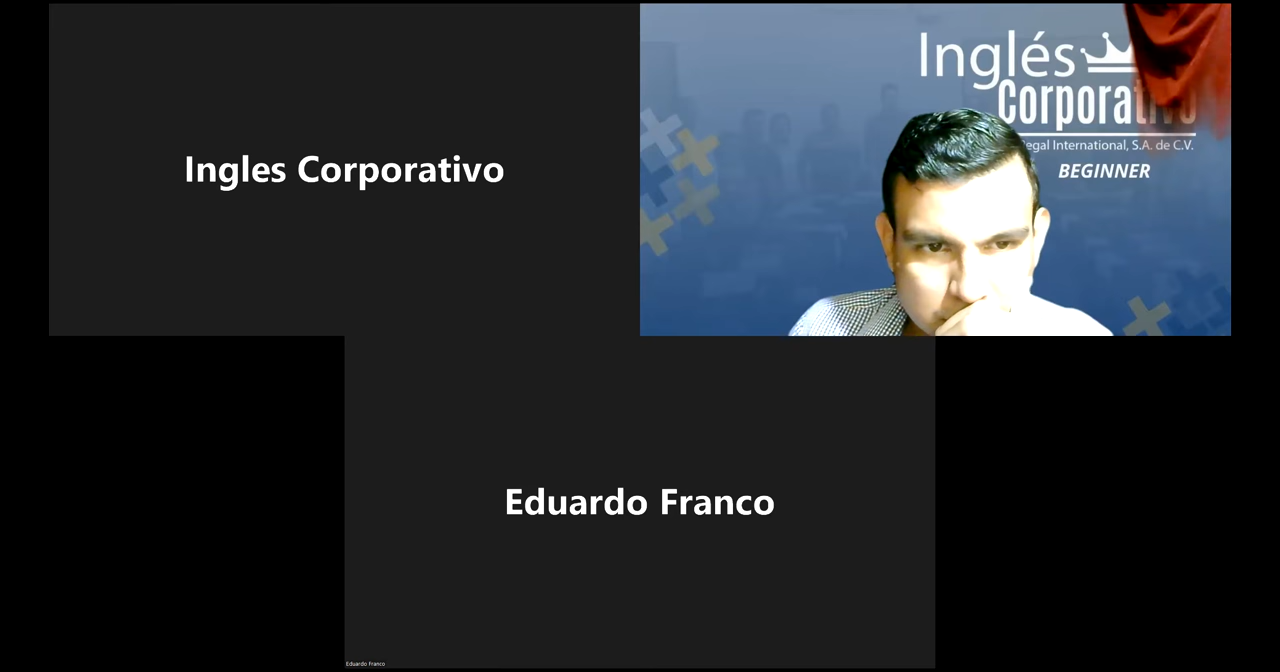 Ingles Corporativo
Inglés
Corporativo
Regal International, S.A. de C.V.
BEGINNER
Eduardo Franco
Eduardo Franco